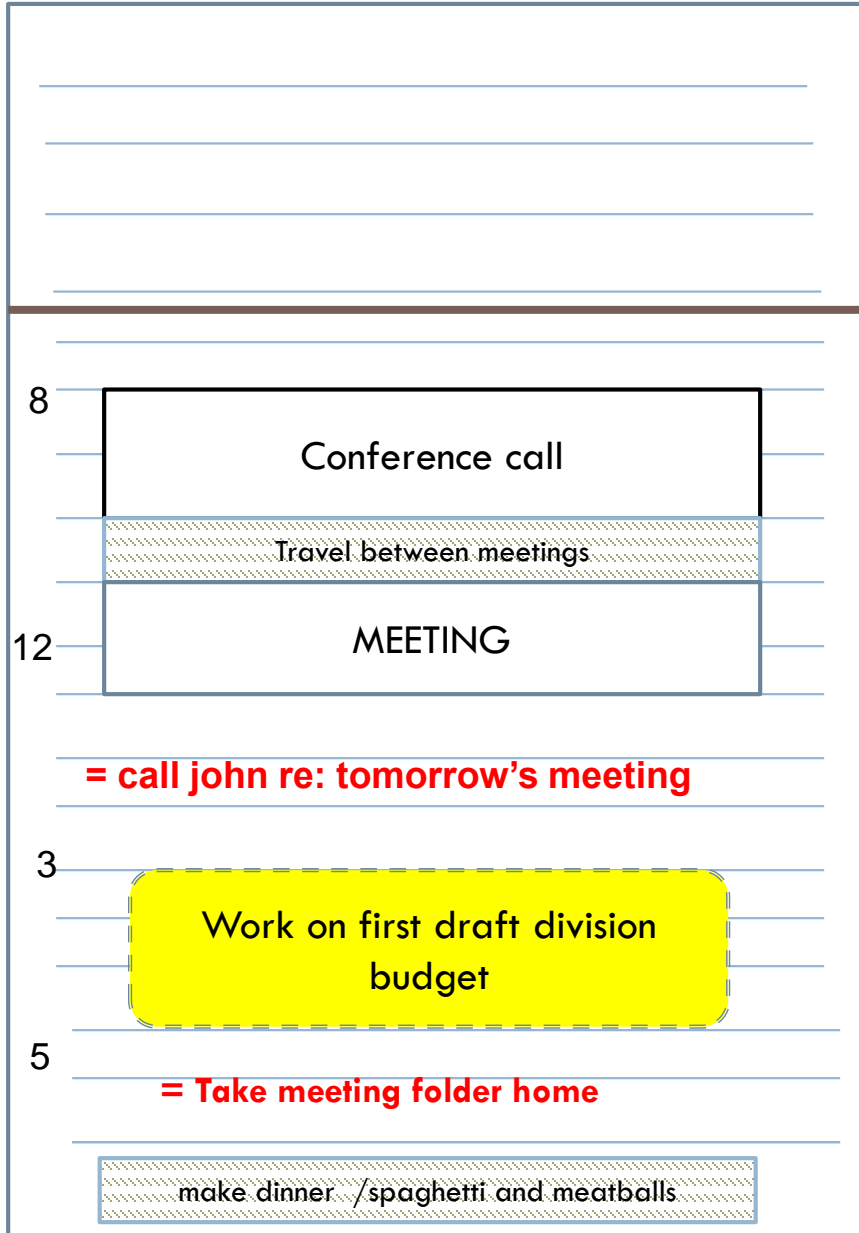 8
Conference call
Travel between meetings
12
MEETING
= call john re: tomorrow’s meeting
3
Work on first draft division
budget
5
= Take meeting folder home
make dinner /spaghetti and meatballs